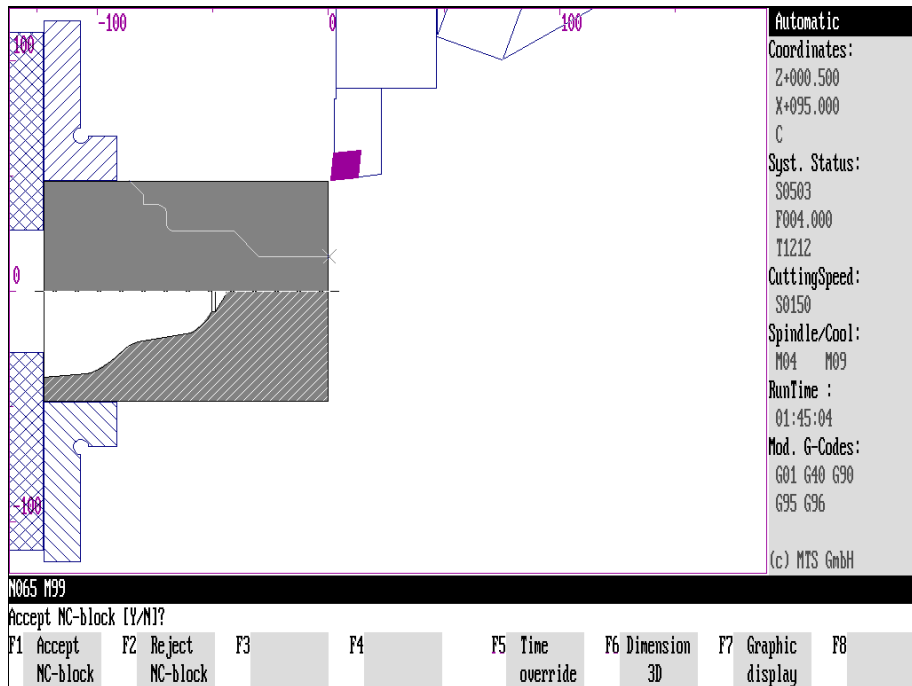 -100 0 100
100
0
-100
Automatic
Coordinates:
Z+000.500
X+095.000
C
Syst. Status:
S0503
F004.000
T1212
CuttingSpeed:
S0150
Spindle/Cool:
M04 M09
RunTime :
01:45:04
Mod. G-Codes:
G01 G40 G90
G95 G96
(c) MTS GmbH
N065 M99
Accept NC-block [Y/N]?
F1 Accept NC-block
F2 Reject NC-block
F3
F4
F5 Time override
F6 Dimension 3D
F7 Graphic display
F8